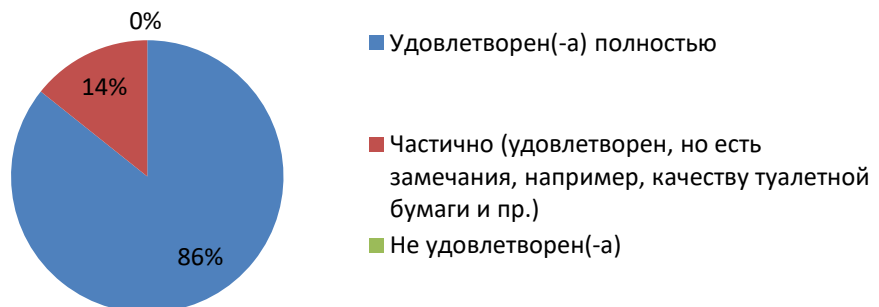 0%
14%
86%
Удовлетворен(-а) полностью
Частично (удовлетворен, но есть
замечания, например, качеству туалетной
бумаги и пр.)
Не удовлетворен(-а)